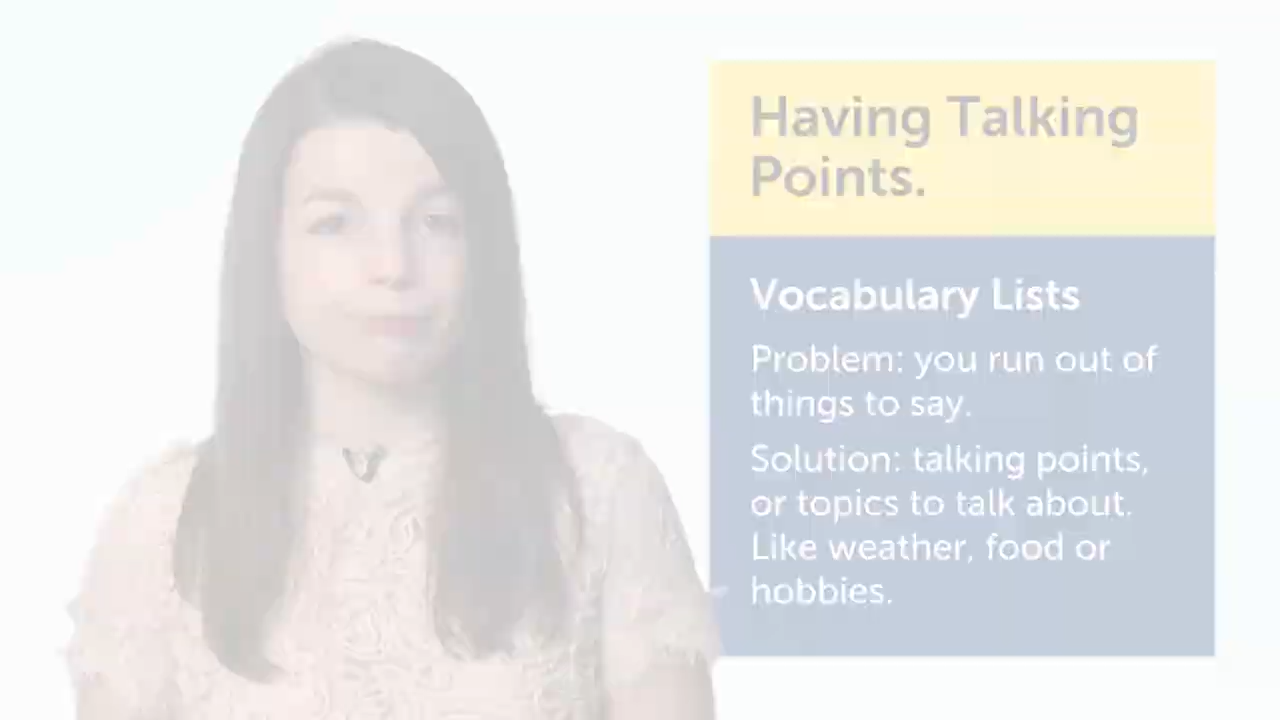 Having Talking
Points.
Vocabulary Lists
Problem: you run out of
things to say.
Solution: talking points,
or topics to talk about.
Like weather, food or
hobbies.